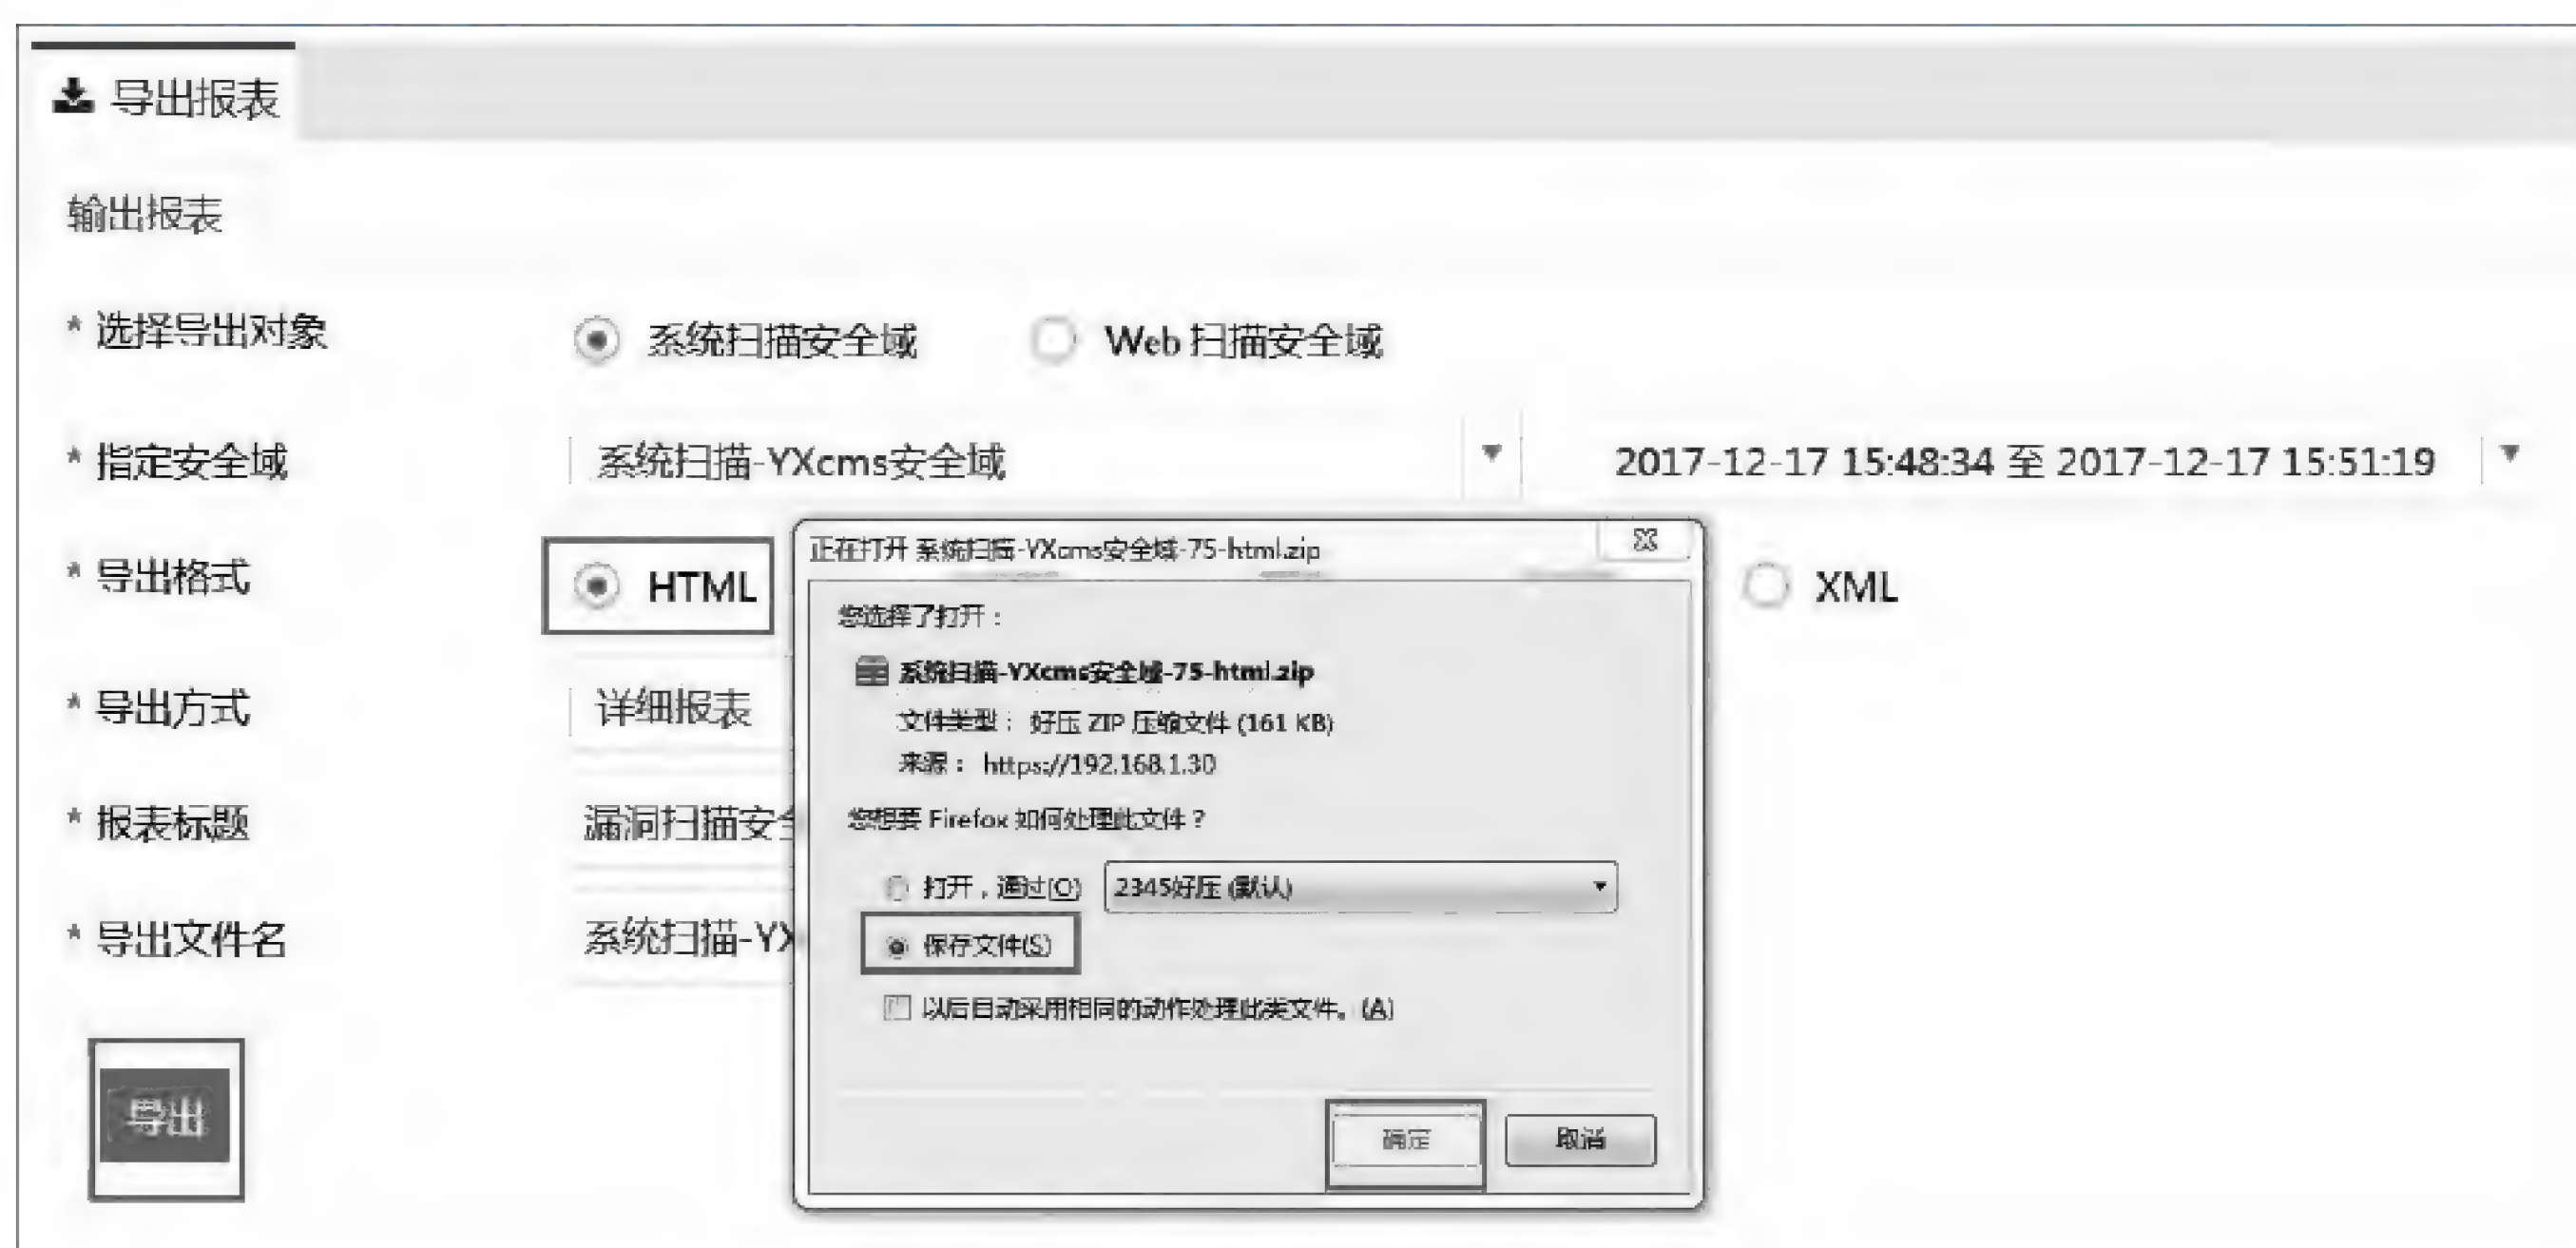 导出报表
输出报表
* 选择导出对象 系统扫描安全域 Web 扫描安全域
* 指定安全域 系统扫描-YXcms安全域 2017-12-17 15:48:34 至 2017-12-17 15:51:19
* 导出格式 HTML XML
* 导出方式 详细报表
* 报表标题 漏洞扫描安全
* 导出文件名 系统扫描-YX
导出
正在打开 系统扫描-YXcms安全域-75-html.zip
您选择了打开：
系统扫描-YXcms安全域-75-html.zip
文件类型： 好压 ZIP 压缩文件 (161 KB)
来源： https://192.168.1.30
您想要 Firefox 如何处理此文件？
打开，通过(O) 2345好压 (默认)
保存文件(S)
以后自动采用相同的动作处理此类文件。(A)
确定 取消